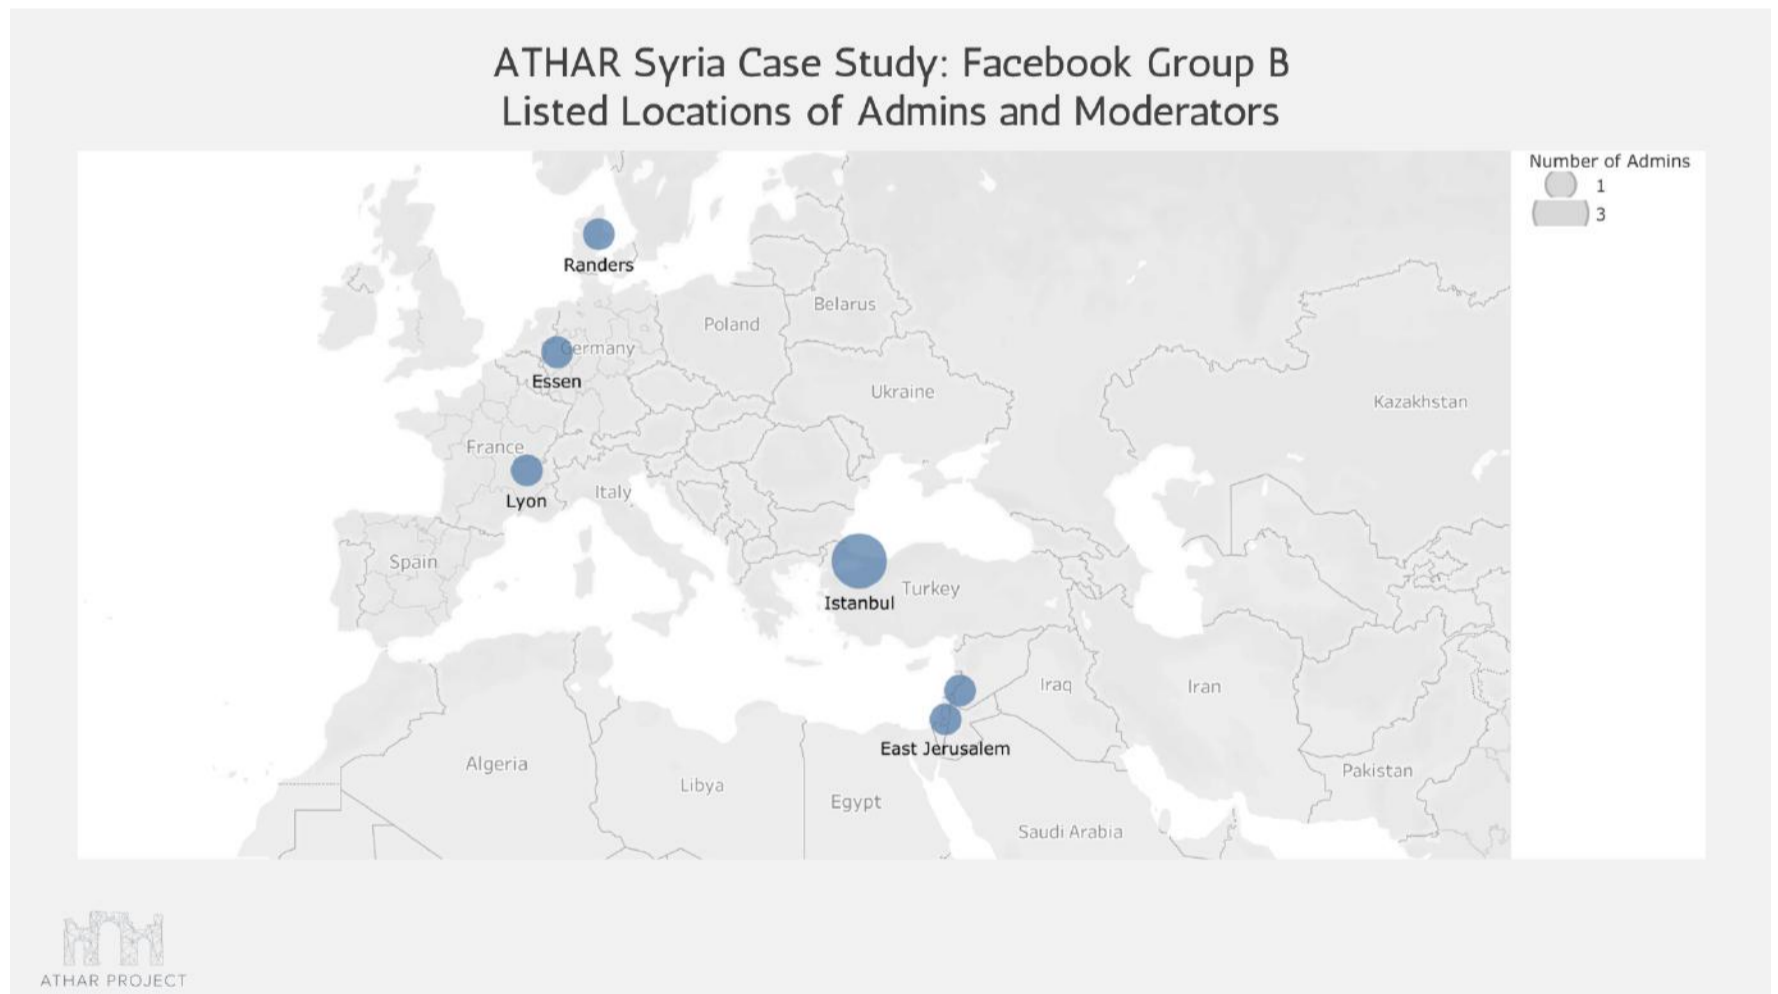 ATHAR Syria Case Study: Facebook Group B
Listed Locations of Admins and Moderators
Number of Admins
1
3
Randers
Belarus
Poland
Germany
Essen
Ukraine
Kazakhstan
France
Lyon
Italy
Spain
Turkey
Istanbul
Iraq
Iran
East Jerusalem
Algeria
Libya
Egypt
Pakistan
Saudi Arabia
ATHAR PROJECT